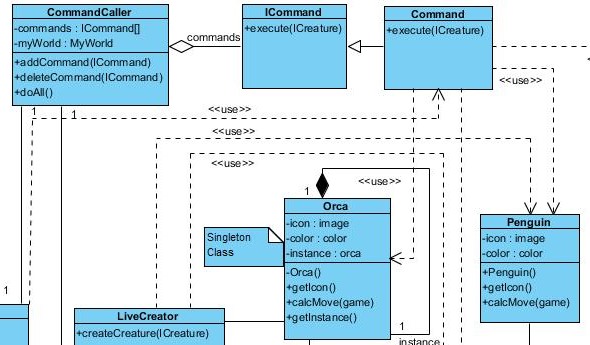 CommandCaller
-commands : ICommand[]
-myWorld : MyWorld
+addCommand(ICommand)
+deleteCommand(ICommand)
+doAll()
commands
ICommand
+execute(ICreature)
Command
+execute(ICreature)
<<use>>
1
1
<<use>>
<<use>>
<<use>>
<<use>>
1
Orca
-icon : image
-color : color
-instance : orca
-Orca()
+getIcon()
+calcMove(game)
+getInstance()
Singleton
Class
Penguin
-icon : image
-color : color
+Penguin()
+getIcon()
+calcMove(game)
1
LiveCreator
+createCreature(ICreature)
1
instance